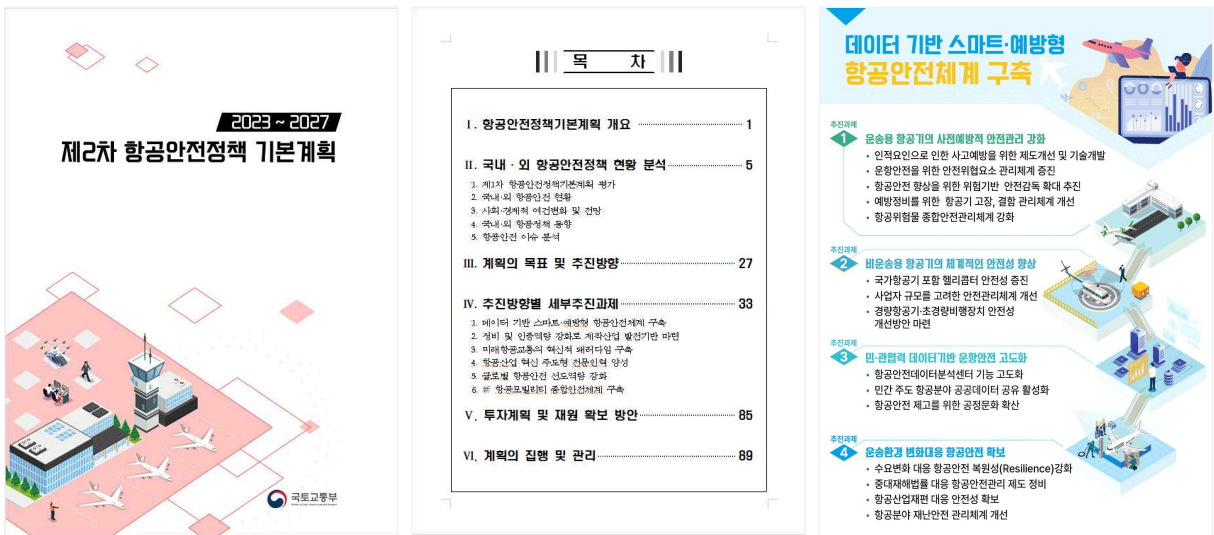 2023 ~ 2027
제2차 항공안전정책 기본계획
국토교통부
목 차
Ⅰ. 항공안전정책기본계획 개요 1
Ⅱ. 국내 · 외 항공안전정책 현황 분석 5
1. 제1차 항공안전정책기본계획 평가
2. 국내·외 항공안전 현황
3. 사회·경제적 여건변화 및 전망
4. 국내·외 항공정책 동향
5. 항공안전 이슈 분석
Ⅲ. 계획의 목표 및 추진방향 27
Ⅳ. 추진방향별 세부추진과제 33
1. 데이터 기반 스마트·예방형 항공안전체계 구축
2. 정비 및 인증역량 강화로 제작산업 발전기반 마련
3. 미래항공교통의 혁신적 패러다임 구축
4. 항공산업 혁신 주도형 전문인력 양성
5. 글로벌 항공안전 선도역량 강화
6. 新 항공모빌리티 종합안전체계 구축
Ⅴ. 투자계획 및 재원 확보 방안 85
Ⅵ. 계획의 집행 및 관리 89
데이터 기반 스마트·예방형
항공안전체계 구축
추진과제
1 운송용 항공기의 사전예방적 안전관리 강화
• 인적요인으로 인한 사고예방을 위한 제도개선 및 기술개발
• 운항안전을 위한 안전위협요소 관리체계 증진
• 항공안전 향상을 위한 위험기반 안전감독 확대 추진
• 예방정비를 위한 항공기 고장, 결함 관리체계 개선
• 항공위험물 종합안전관리체계 강화
추진과제
2 비운송용 항공기의 체계적인 안전성 향상
• 국가항공기 포함 헬리콥터 안전성 증진
• 사업자 규모를 고려한 안전관리체계 개선
• 경량항공기·초경량비행장치 안전성
개선방안 마련
추진과제
3 민·관협력 데이터기반 운항안전 고도화
• 항공안전데이터분석센터 기능 고도화
• 민간 주도 항공분야 공공데이터 공유 활성화
• 항공안전 제고를 위한 공정문화 확산
추진과제
4 운송환경 변화대응 항공안전 확보
• 수요변화 대응 항공안전 복원성(Resilience)강화
• 중대재해법률 대응 항공안전관리 제도 정비
• 항공산업재편 대응 안전성 확보
• 항공분야 재난안전 관리체계 개선